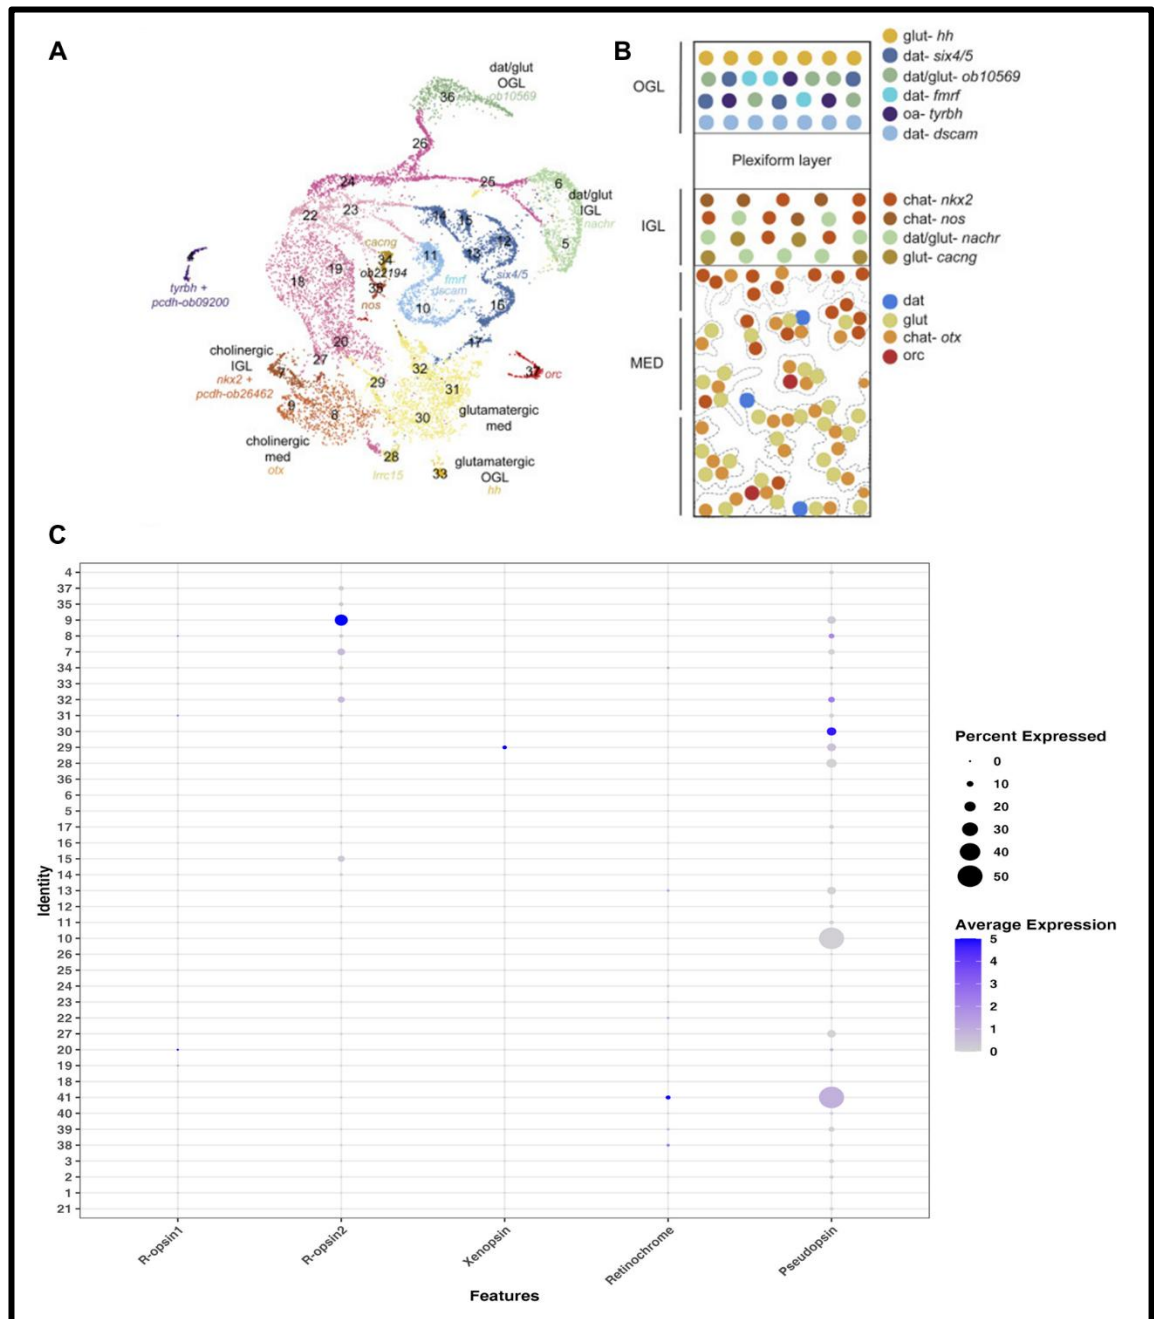 A
dat/glut
OGL
ob10569
36
26
24
25
6
dat/glut
IGL
nachr
22
23
14
15
12
5
cacng
34
11
13
ob22194
19
fmrf
six4/5
tyrbh +
pcdh-ob09200
18
35
dscam
nos
10
16
20
17
cholinergic
IGL
27
7
32
37
orc
nkx2 +
pcdh-ob26462
29
31
9
8
30
glutamatergic
med
cholinergic
med
otx
28
lrrc15
33
glutamatergic
OGL
hh
B
OGL
Plexiform layer
IGL
MED
glut- hh
dat- six4/5
dat/glut- ob10569
dat- fmrf
oa- tyrbh
dat- dscam
chat- nkx2
chat- nos
dat/glut- nachr
glut- cacng
dat
glut
chat- otx
orc
C
Identity
4
37
35
9
8
7
34
33
32
31
30
29
28
36
6
5
17
16
15
14
13
12
11
10
26
25
24
23
22
27
20
19
18
41
40
39
38
3
2
1
21
R-opsin1
R-opsin2
Xenopsin
Retinochrome
Pseudopsin
Features
Percent Expressed
0
10
20
30
40
50
Average Expression
5
4
3
2
1
0